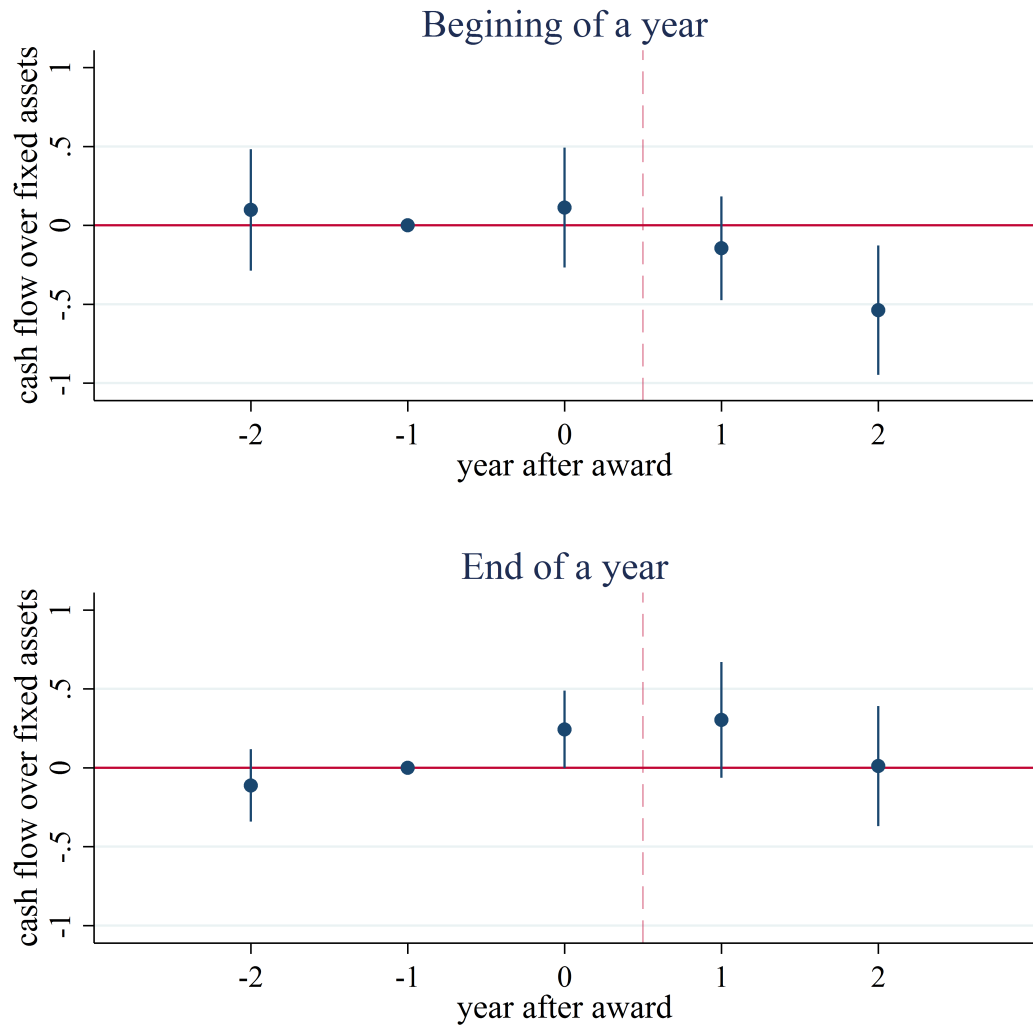 Begining of a year
cash flow over fixed assets
1
.5
0
-.5
-1
-2 -1 0 1 2
year after award
End of a year
cash flow over fixed assets
1
.5
0
-.5
-1
-2 -1 0 1 2
year after award